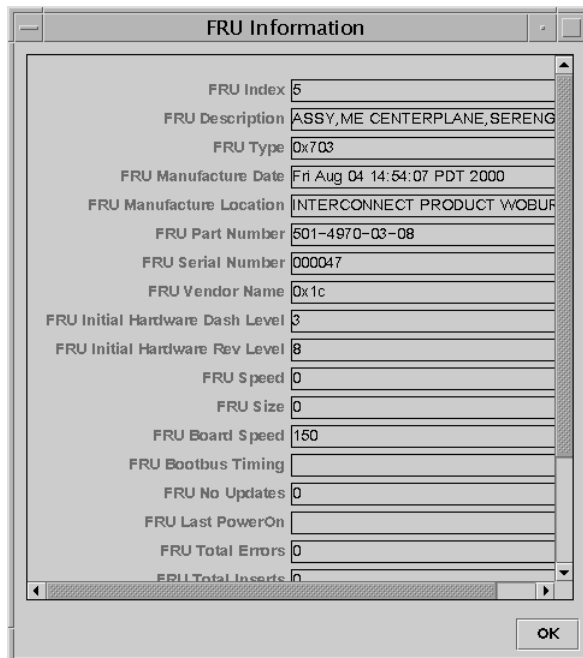 FRU Information
FRU Index 5
FRU Description ASSY,ME CENTERPLANE,SERENG
FRU Type 0x703
FRU Manufacture Date Fri Aug 04 14:54:07 PDT 2000
FRU Manufacture Location INTERCONNECT PRODUCT WOBUR
FRU Part Number 501-4970-03-08
FRU Serial Number 000047
FRU Vendor Name 0x1c
FRU Initial Hardware Dash Level 3
FRU Initial Hardware Rev Level 8
FRU Speed 0
FRU Size 0
FRU Board Speed 150
FRU Bootbus Timing
FRU No Updates 0
FRU Last PowerOn
FRU Total Errors 0
FRU Total Inserts 0
OK